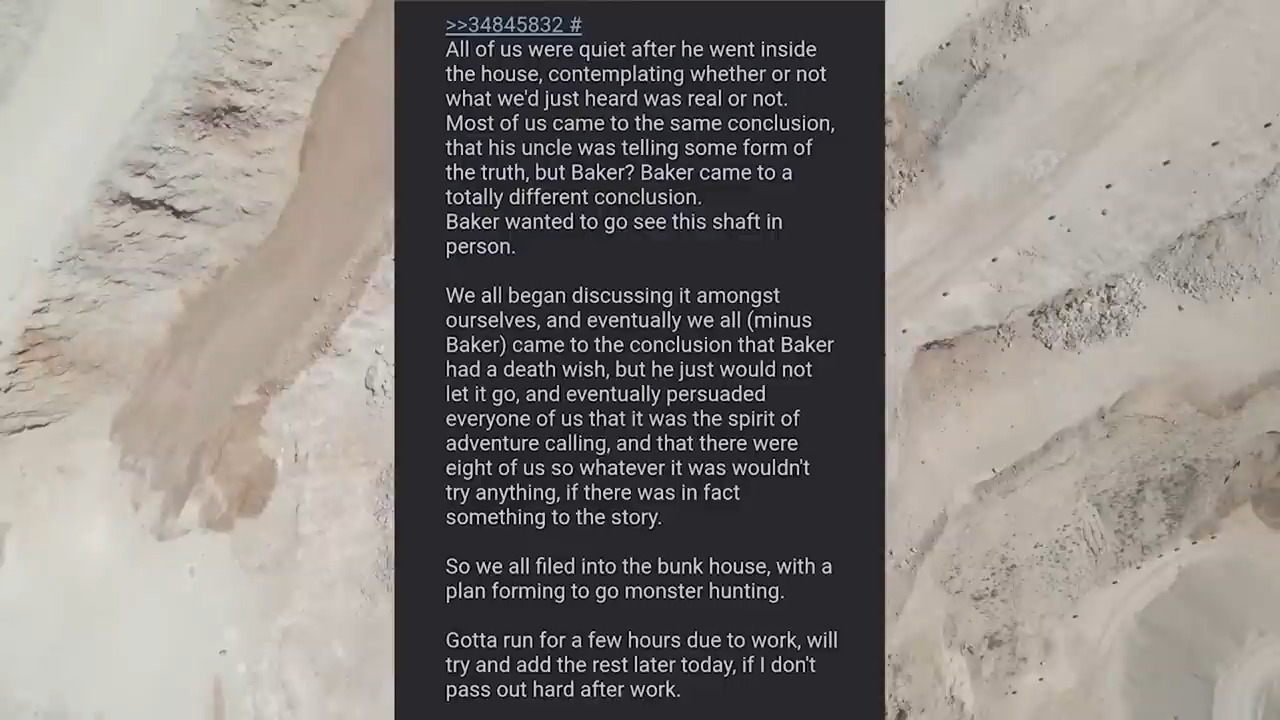 >>34845832 #
All of us were quiet after he went inside
the house, contemplating whether or not
what we'd just heard was real or not.
Most of us came to the same conclusion,
that his uncle was telling some form of
the truth, but Baker? Baker came to a
totally different conclusion.
Baker wanted to go see this shaft in
person.
We all began discussing it amongst
ourselves, and eventually we all (minus
Baker) came to the conclusion that Baker
had a death wish, but he just would not
let it go, and eventually persuaded
everyone of us that it was the spirit of
adventure calling, and that there were
eight of us so whatever it was wouldn't
try anything, if there was in fact
something to the story.
So we all filed into the bunk house, with a
plan forming to go monster hunting.
Gotta run for a few hours due to work, will
try and add the rest later today, if I don't
pass out hard after work.